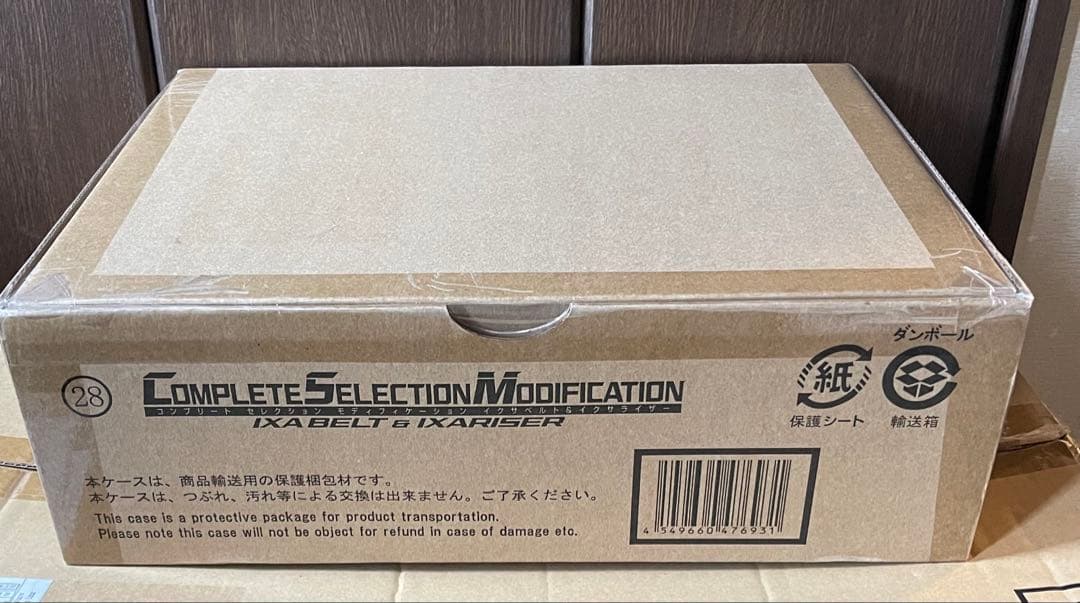 ダンボール
紙
保護シート
輸送箱
28
COMPLETE SELECTION MODIFICATION
コンプリート セレクション モディフィケーション イクサベルト&イクサライザー
IXA BELT & IXARISER
本ケースは、商品輸送用の保護梱包材です。
本ケースは、つぶれ、汚れ等による交換は出来ません。ご了承ください。
This case is a protective package for product transportation.
Please note this case will not be object for refund in case of damage etc.
4 549660 476931